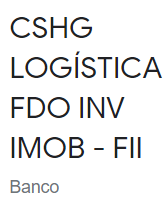 CSHG
LOGÍSTICA
FDO INV
IMOB - FII
Banco